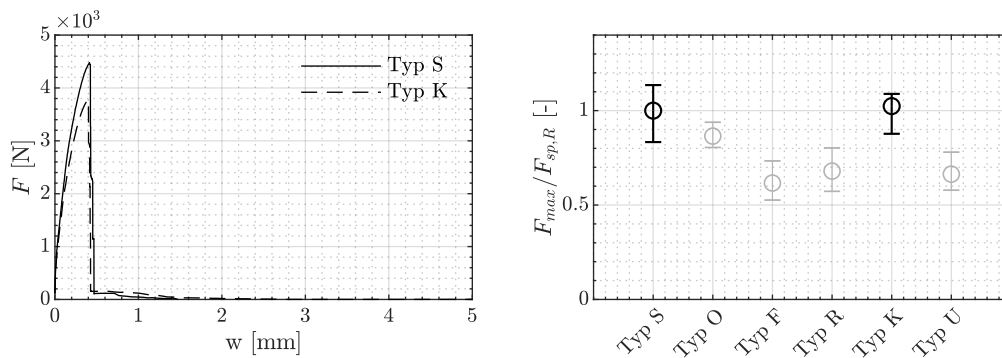 ×10³
5
4
3
2
1
0
F [N]
0 1 2 3 4 5
w [mm]
Typ S
Typ K
F_max/F_sp,R [-]
1
0.5
0
Typ S Typ O Typ F Typ R Typ K Typ U